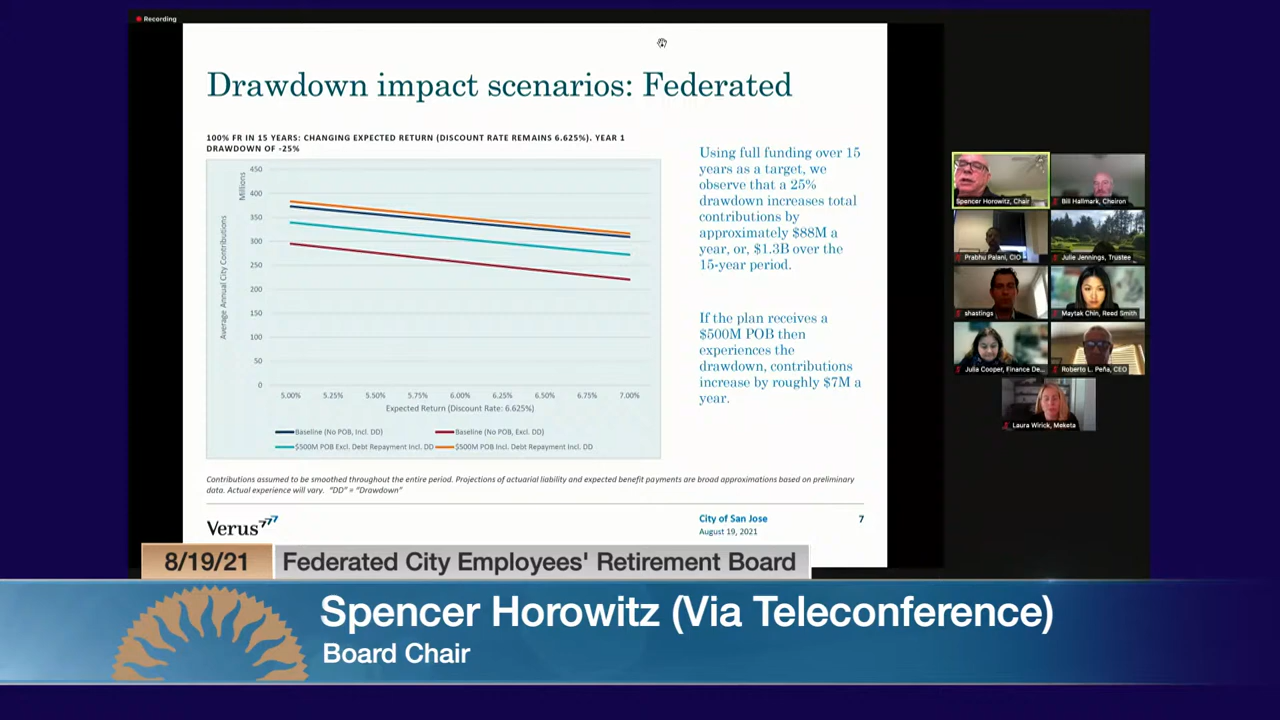 Recording
Drawdown impact scenarios: Federated
100% FR IN 15 YEARS: CHANGING EXPECTED RETURN (DISCOUNT RATE REMAINS 6.625%). YEAR 1
DRAWDOWN OF -25%
Millions
Average Annual City Contributions
450
400
350
300
250
200
150
100
50
0
5.00% 5.25% 5.50% 5.75% 6.00% 6.25% 6.50% 6.75% 7.00%
Expected Return (Discount Rate: 6.625%)
Baseline (No POB, Incl. DD) Baseline (No POB, Excl. DD)
$500M POB Excl. Debt Repayment Incl. DD $500M POB Incl. Debt Repayment Incl. DD
Using full funding over 15
years as a target, we
observe that a 25%
drawdown increases total
contributions by
approximately $88M a
year, or, $1.3B over the
15-year period.
If the plan receives a
$500M POB then
experiences the
drawdown, contributions
increase by roughly $7M a
year.
Contributions assumed to be smoothed throughout the entire period. Projections of actuarial liability and expected benefit payments are broad approximations based on preliminary
data. Actual experience will vary. "DD" = "Drawdown"
Verus777
City of San Jose
August 19, 2021
7
Spencer Horowitz, Chair
Bill Hallmark, Cheiron
Prabhu Palani, CIO
Julie Jennings, Trustee
shastings
Maytak Chin, Reed Smith
Julia Cooper, Finance De...
Roberto L. Peña, CEO
Laura Wirick, Meketa
8/19/21
Federated City Employees' Retirement Board
Spencer Horowitz (Via Teleconference)
Board Chair